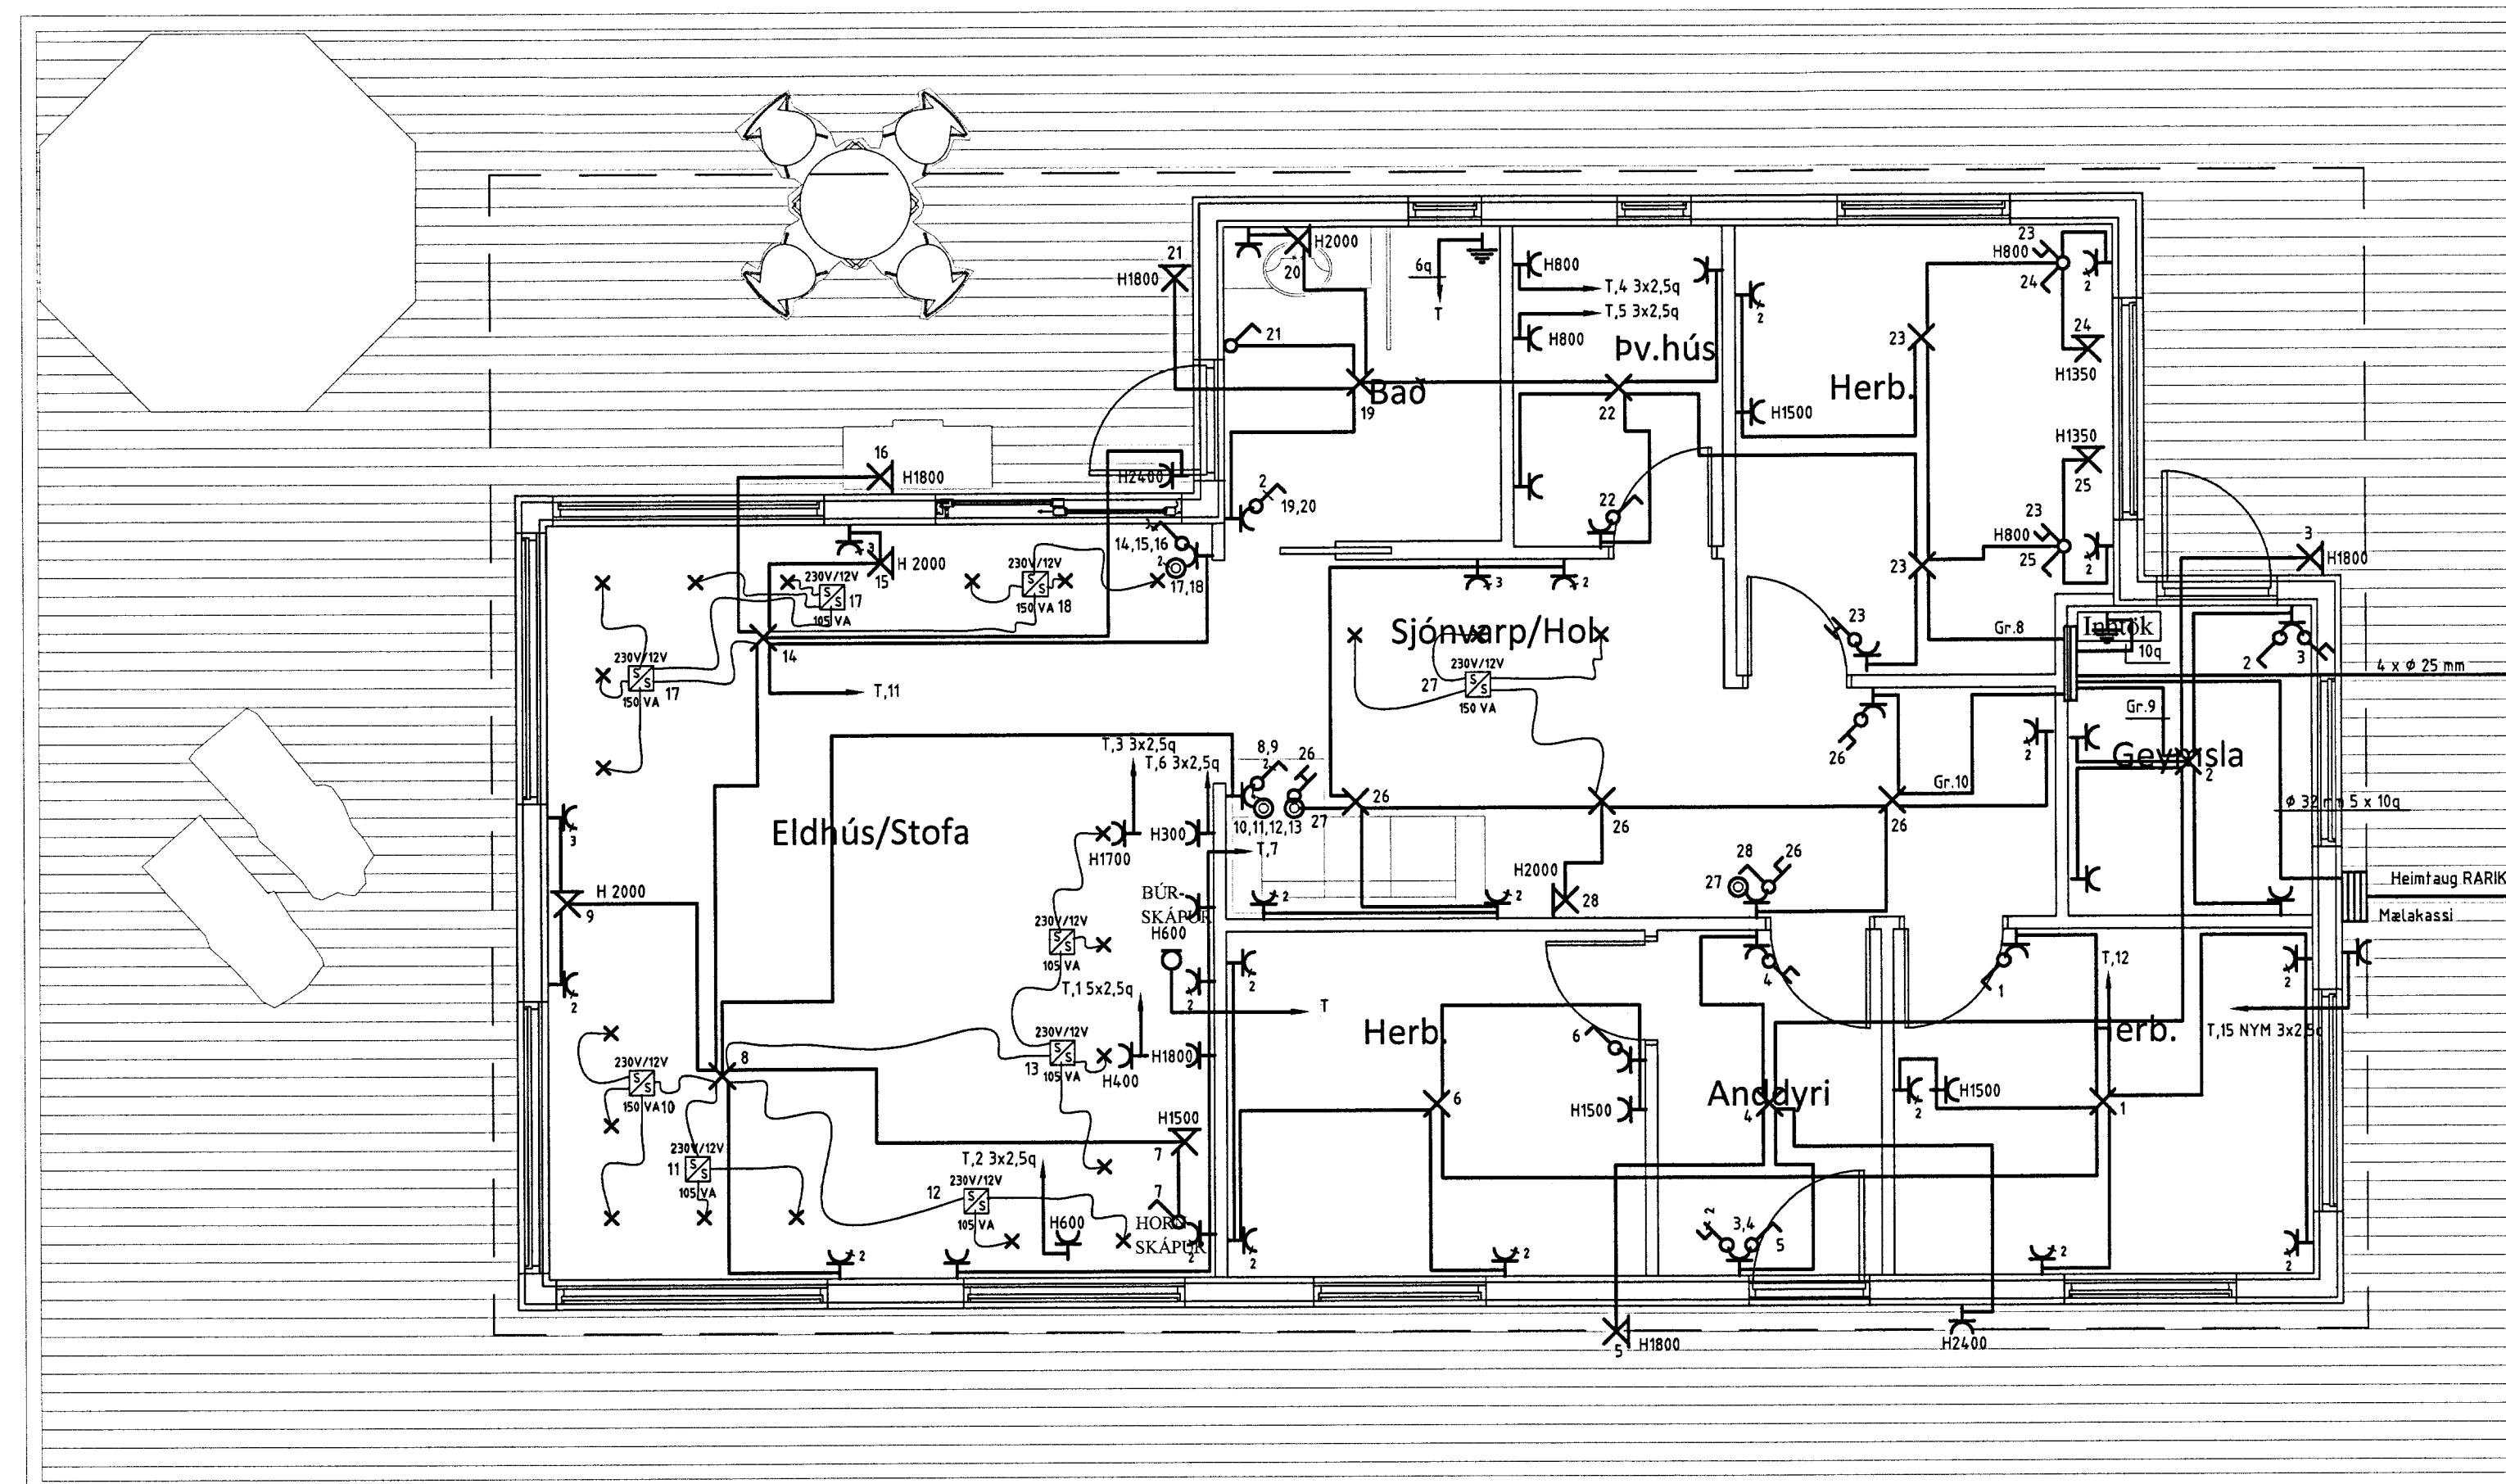 21
H1800
H2000
20
6q
T
H800
T,4 3x2,5q
T,5 3x2,5q
H800
Þv.hús
21
19
Bað
22
2
H1500
Herb.
23
23
H800
24
2
24
H1350
H1350
25
23
H800
25
2
23
16
H1800
H2400
2
19,20
22
3
H1800
3
H 2000
15
14,15,16
2
17,18
230V/12V
17
105 VA
230V/12V
150 VA 18
14
230V/12V
150 VA
17
T,11
3
2
Sjónvarp/Hol
230V/12V
27
150 VA
23
Gr.8
Inntök
10q
2
3
4 x ϕ 25 mm
26
2
Gr.9
Geymsla
2
Gr.10
ϕ 32 mm 5 x 10q
T,3 3x2,5q
T,6 3x2,5q
8,9
2
26
10,11,12,13
27
26
26
26
Eldhús/Stofa
3
H1700
H300
T,7
H 2000
9
2
BÚR-
SKÁPUR
H600
2
2
2
H2000
28
28
26
27
Heimtaug RARIK
Mælakassi
230V/12V
105 VA
T,1 5x2,5q
2
T
2
4
1
T,12
2
T,15 NYM 3x2,5q
Herb.
6
Herb.
8
230V/12V
13
105 VA
H400
H1800
230V/12V
150 VA
10
6
H1500
Anddyri
4
2
H1500
1
H1500
7
230V/12V
11
105 VA
T,2 3x2,5q
230V/12V
12
105 VA
H600
7
HORN
SKÁPUR
2
2
2
2
2
3,4
5
2
2
5
H1800
H2400